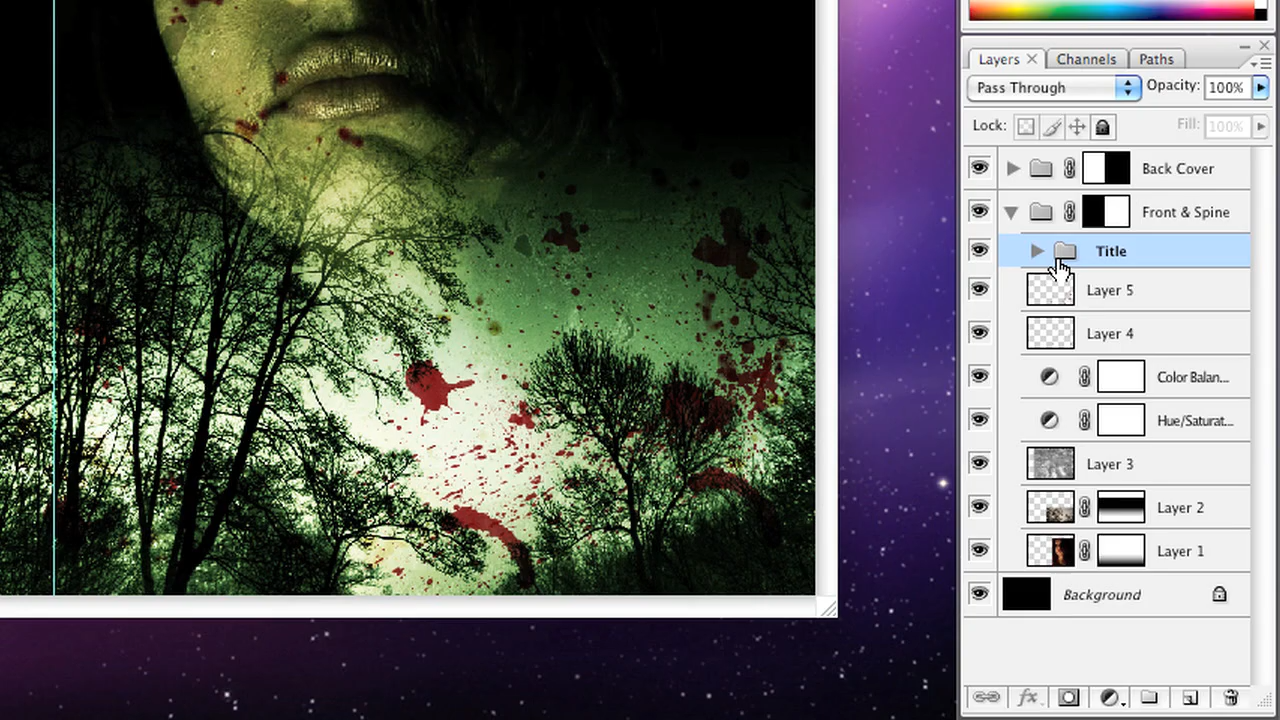 Layers Channels Paths
Pass Through Opacity: 100%
Lock: Fill: 100%
Back Cover
Front & Spine
Title
Layer 5
Layer 4
Color Balan...
Hue/Saturat...
Layer 3
Layer 2
Layer 1
Background
fx